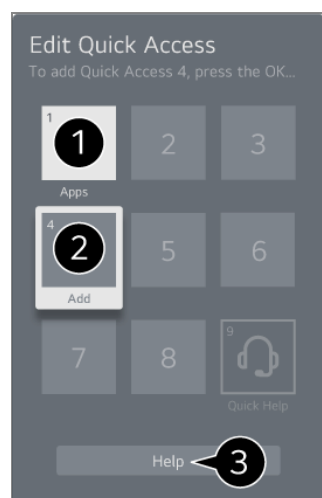 Edit Quick Access
To add Quick Access 4, press the OK...
1 1 2 3
Apps
4 2 5 6
Add
7 8 9
Quick Help
Help 3